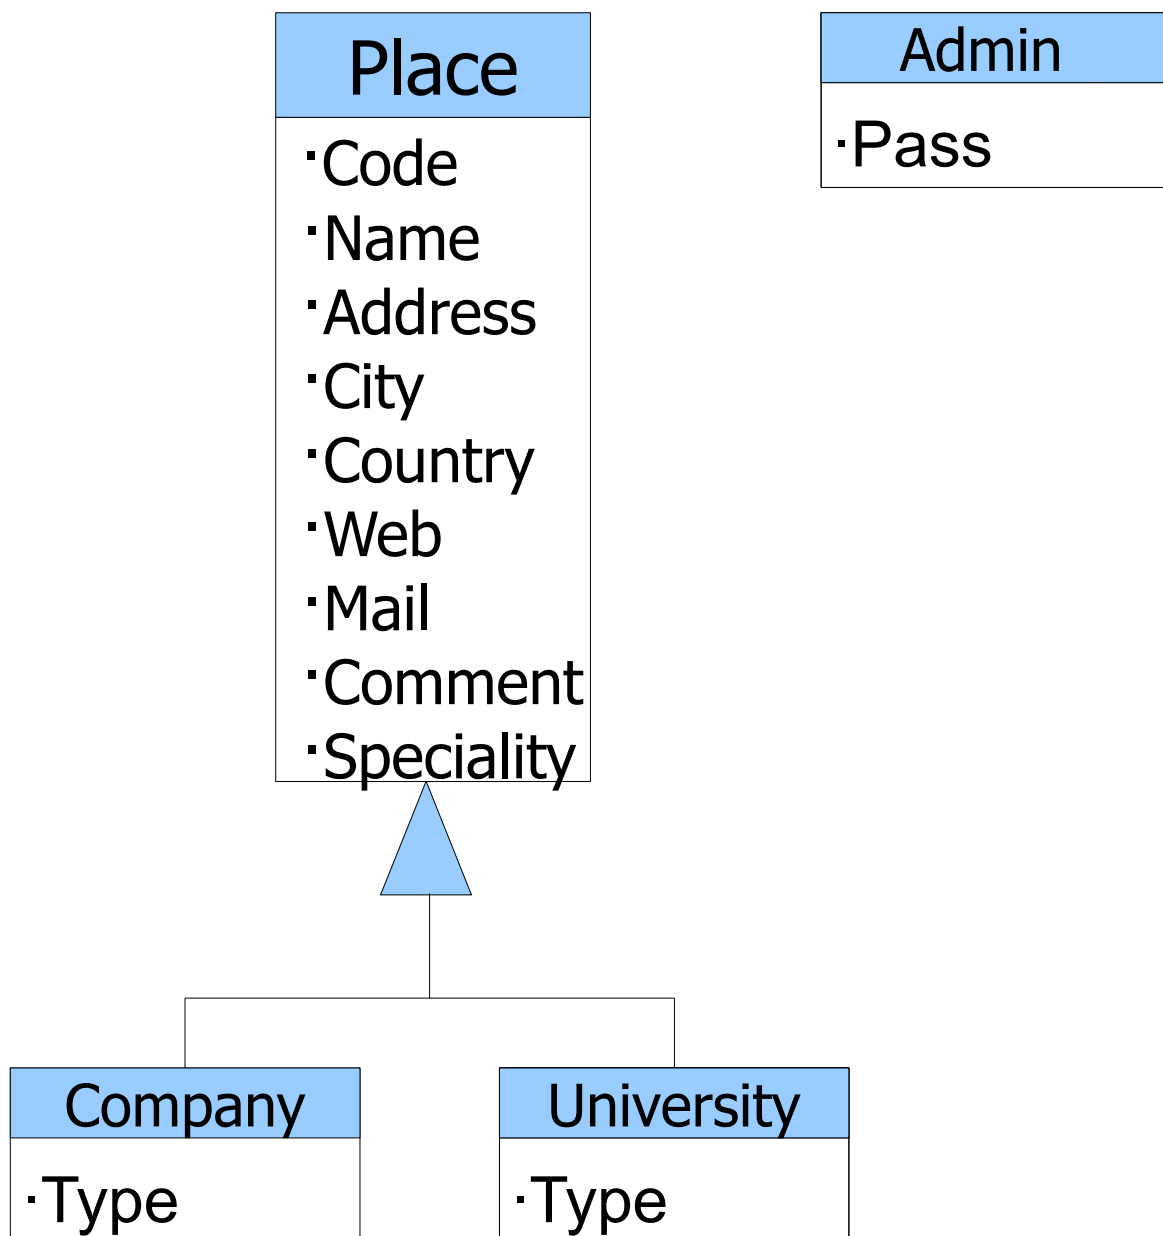 Place
·Code
·Name
·Address
·City
·Country
·Web
·Mail
·Comment
·Speciality
Admin
·Pass
Company
·Type
University
·Type